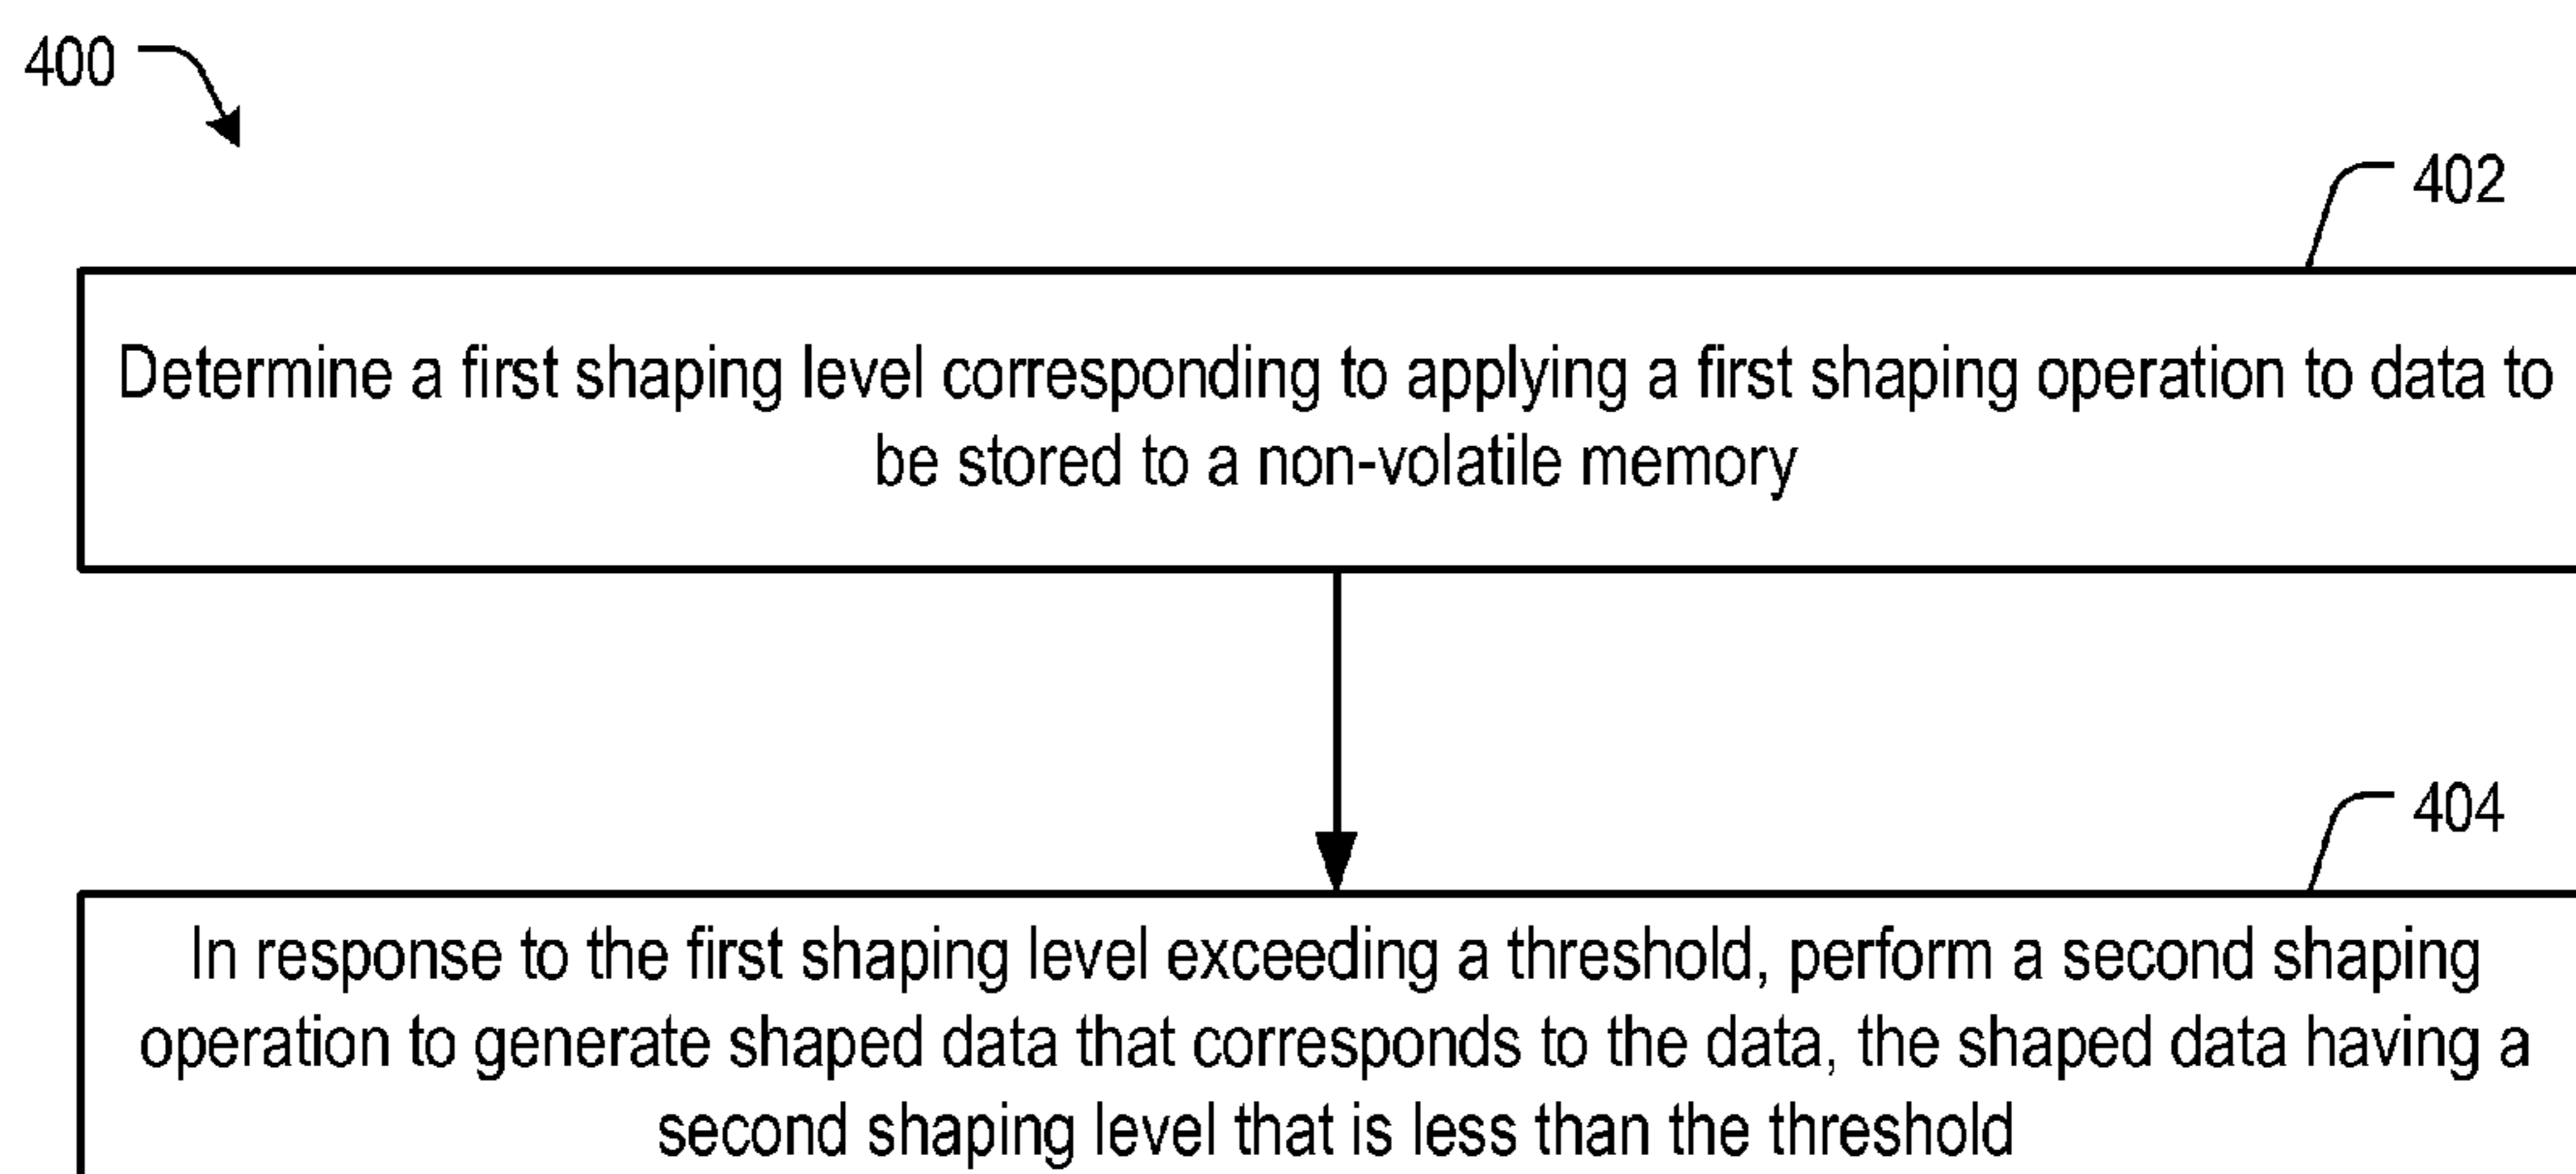 400
402
Determine a first shaping level corresponding to applying a first shaping operation to data to
be stored to a non-volatile memory
404
In response to the first shaping level exceeding a threshold, perform a second shaping
operation to generate shaped data that corresponds to the data, the shaped data having a
second shaping level that is less than the threshold